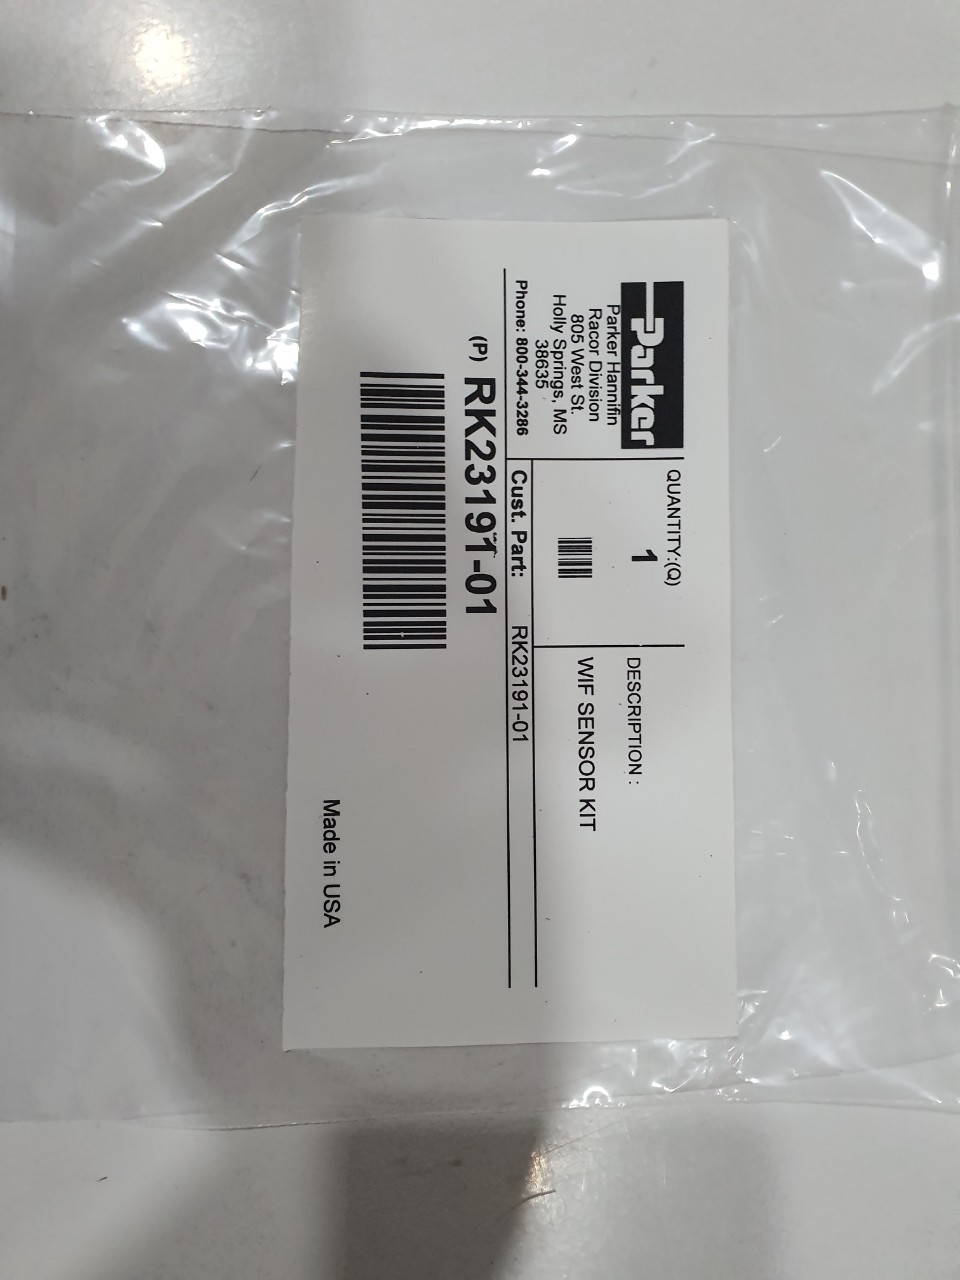 Parker
Parker Hannifin
Racor Division
805 West St.
Holly Springs, MS
38635
Phone: 800-344-3286
QUANTITY:(Q)
1
DESCRIPTION :
WIF SENSOR KIT
Cust. Part: RK23191-01
(P) RK23191-01
Made in USA